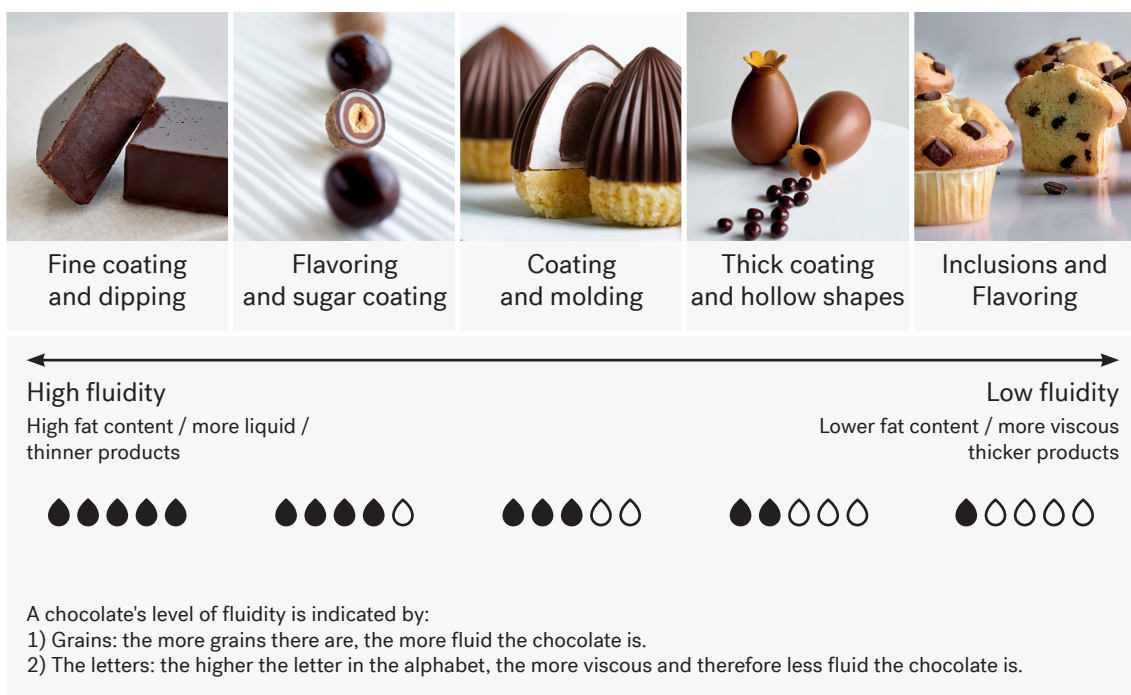 Fine coating
and dipping
Flavoring
and sugar coating
Coating
and molding
Thick coating
and hollow shapes
Inclusions and
Flavoring
High fluidity
High fat content / more liquid /
thinner products
Low fluidity
Lower fat content / more viscous
thicker products
A chocolate's level of fluidity is indicated by:
1) Grains: the more grains there are, the more fluid the chocolate is.
2) The letters: the higher the letter in the alphabet, the more viscous and therefore less fluid the chocolate is.